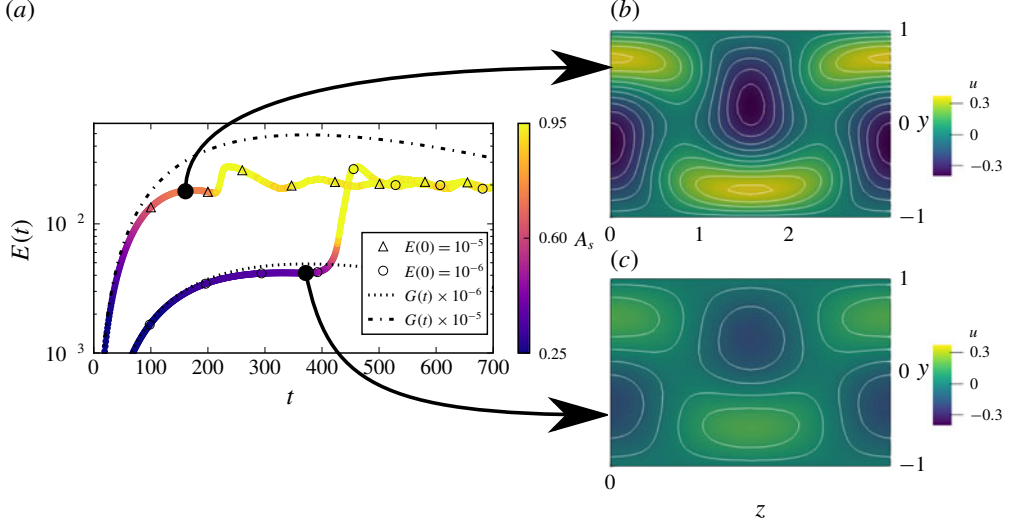 (a)
E(t)
10⁻²
10⁻³
0 100 200 300 400 500 600 700
t
E(0) = 10⁻⁵
E(0) = 10⁻⁶
G(t) × 10⁻⁶
G(t) × 10⁻⁵
0.95
0.60 Aₛ
0.25
(b)
1
0 y
−1
0 1 2
u
0.3
0
−0.3
(c)
1
0 y
−1
0
z
u
0.3
0
−0.3